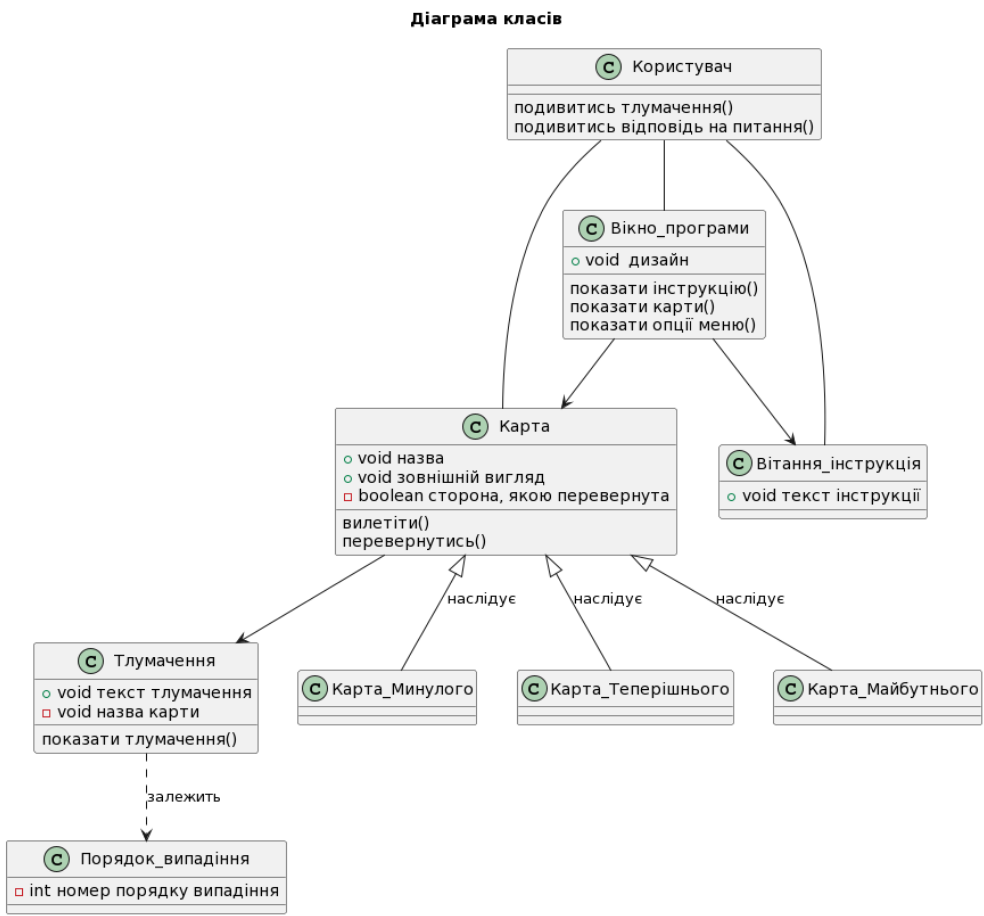 Діаграма класів
C Користувач
подивитись тлумачення()
подивитись відповідь на питання()
C Вікно_програми
void  дизайн
показати інструкцію()
показати карти()
показати опції меню()
C Карта
void назва
void зовнішній вигляд
boolean сторона, якою перевернута
вилетіти()
перевернутись()
C Вітання_інструкція
void текст інструкції
наслідує
наслідує
наслідує
C Тлумачення
void текст тлумачення
void назва карти
показати тлумачення()
C Карта_Минулого
C Карта_Теперішнього
C Карта_Майбутнього
залежить
C Порядок_випадіння
int номер порядку випадіння